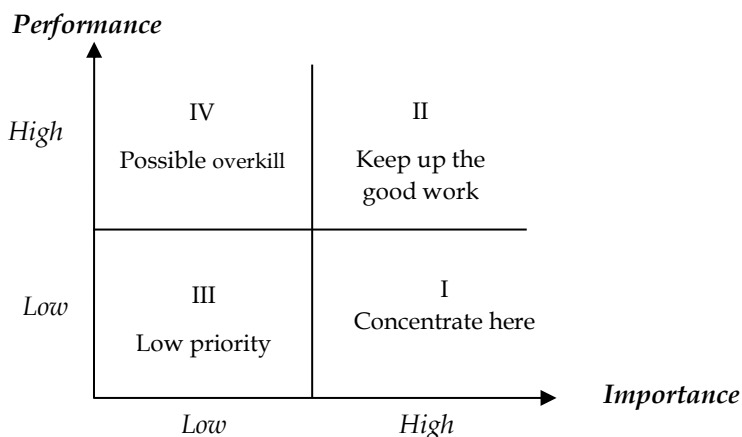 Performance
High
IV
Possible overkill
II
Keep up the
good work
Low
III
Low priority
I
Concentrate here
Importance
Low
High